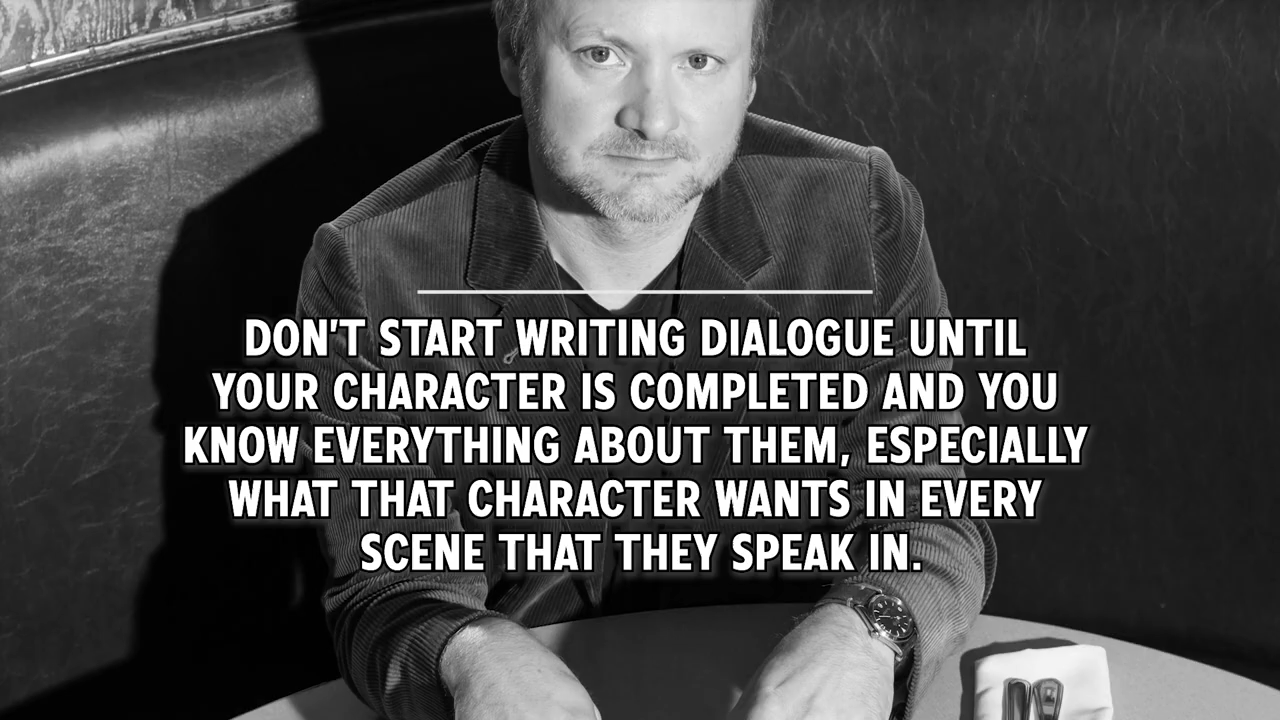 DON'T START WRITING DIALOGUE UNTIL
YOUR CHARACTER IS COMPLETED AND YOU
KNOW EVERYTHING ABOUT THEM, ESPECIALLY
WHAT THAT CHARACTER WANTS IN EVERY
SCENE THAT THEY SPEAK IN.